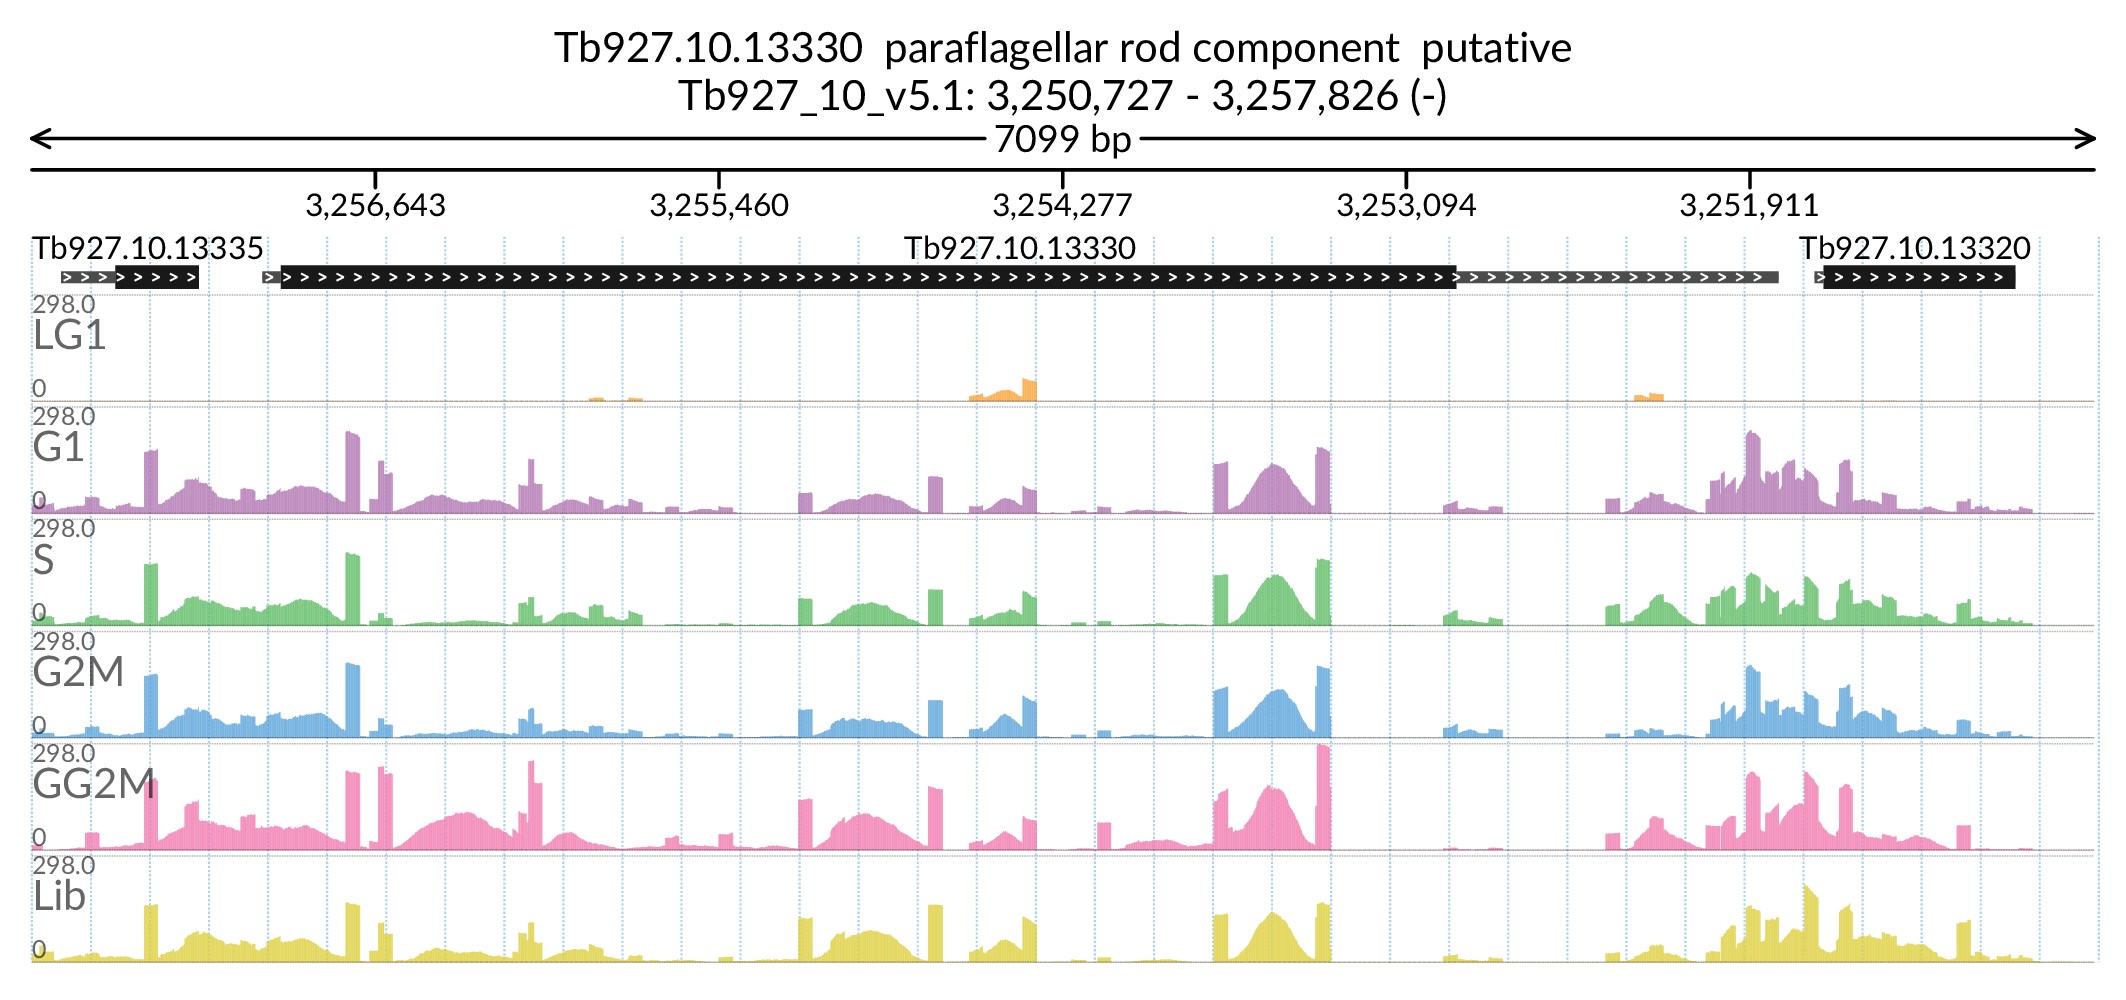 Tb927.10.13330  paraflagellar rod component  putative
Tb927_10_v5.1: 3,250,727 - 3,257,826 (-)
7099 bp
3,256,643 3,255,460 3,254,277 3,253,094 3,251,911
Tb927.10.13335 Tb927.10.13330 Tb927.10.13320
298.0
LG1
0
298.0
G1
0
298.0
S
0
298.0
G2M
0
298.0
GG2M
0
298.0
Lib
0